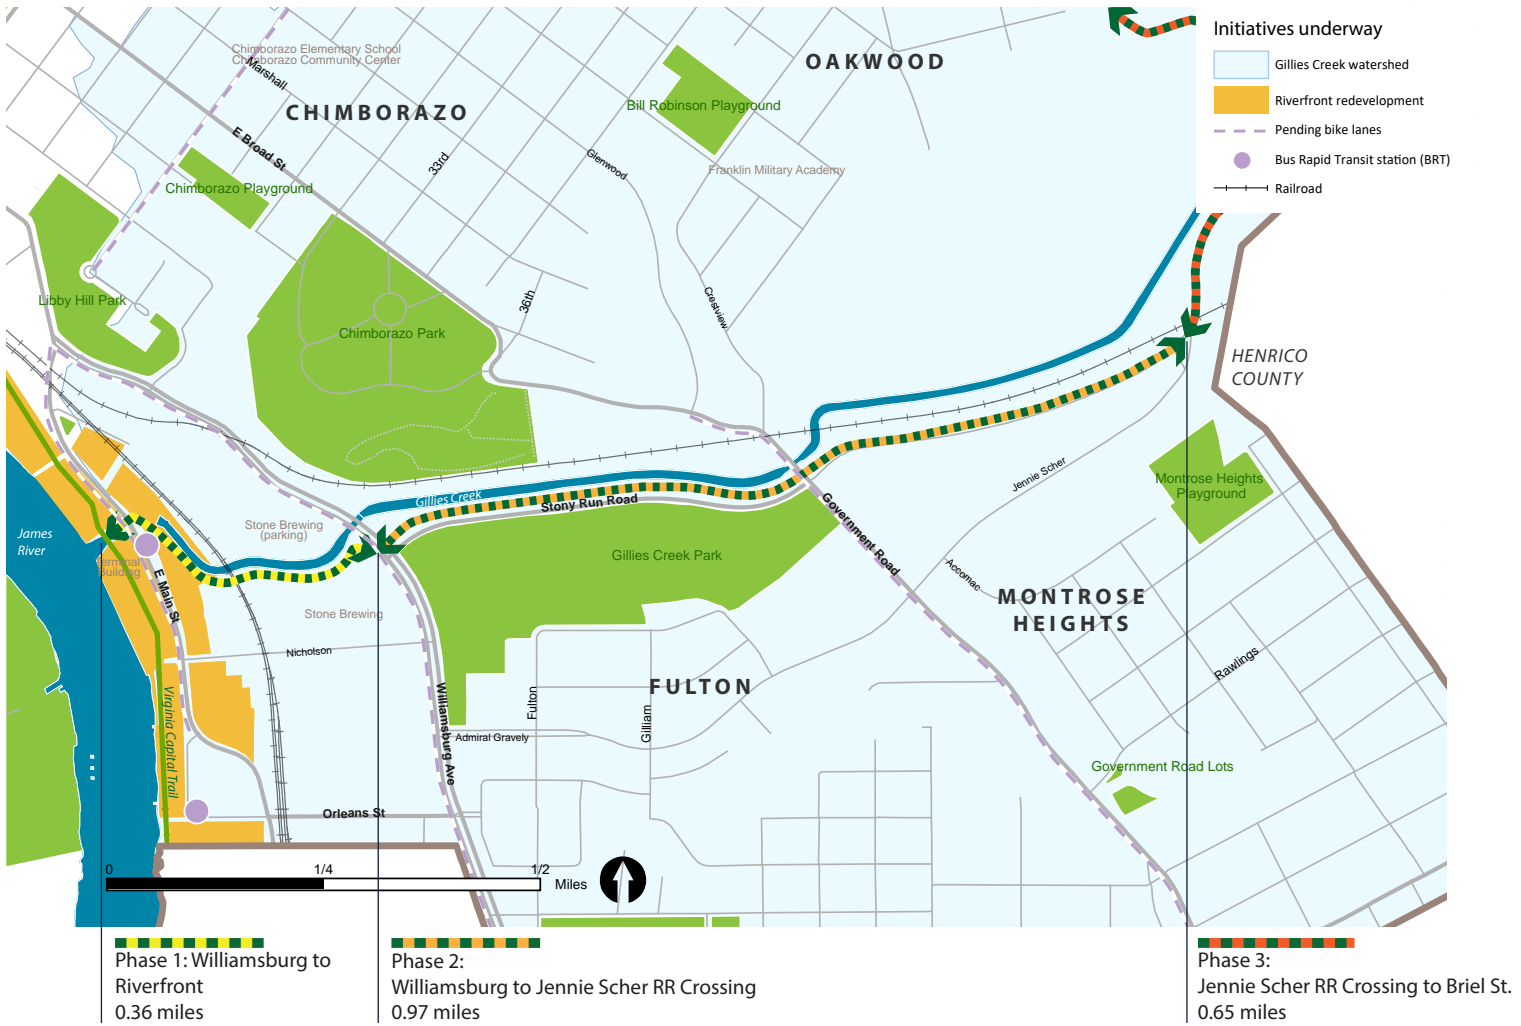 Initiatives underway
Gillies Creek watershed
Riverfront redevelopment
Pending bike lanes
Bus Rapid Transit station (BRT)
Railroad
OAKWOOD
Chimborazo Elementary School
Chimborazo Community Center
Marshall
CHIMBORAZO
Bill Robinson Playground
E Broad St
33rd
Glenwood
Franklin Military Academy
Chimborazo Playground
Libby Hill Park
36th
Crestview
Chimborazo Park
HENRICO
COUNTY
Jennie Scher
Montrose Heights
Playground
Gillies Creek
Stony Run Road
Government Road
James
River
Stone Brewing
(parking)
Terminal
Building
E Main St
Gillies Creek Park
Accomac
MONTROSE
HEIGHTS
Stone Brewing
Nicholson
Rawlings
FULTON
Virginia Capital Trail
Williamsburg Ave
Fulton
Gilliam
Admiral Gravely
Government Road Lots
Orleans St
0
1/4
1/2
Miles
Phase 1: Williamsburg to
Riverfront
0.36 miles
Phase 2:
Williamsburg to Jennie Scher RR Crossing
0.97 miles
Phase 3:
Jennie Scher RR Crossing to Briel St.
0.65 miles